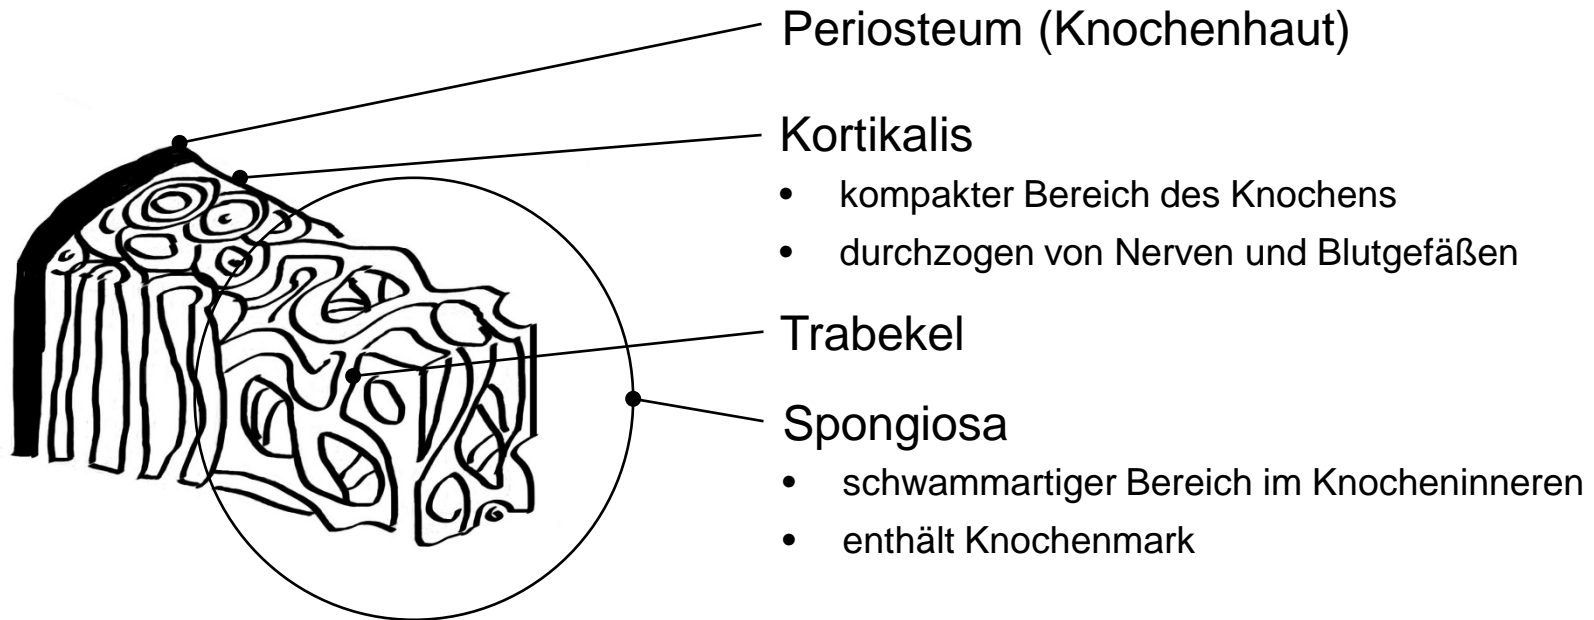 Periosteum (Knochenhaut)
Kortikalis
• kompakter Bereich des Knochens
• durchzogen von Nerven und Blutgefäßen
Trabekel
Spongiosa
• schwammartiger Bereich im Knocheninneren
• enthält Knochenmark